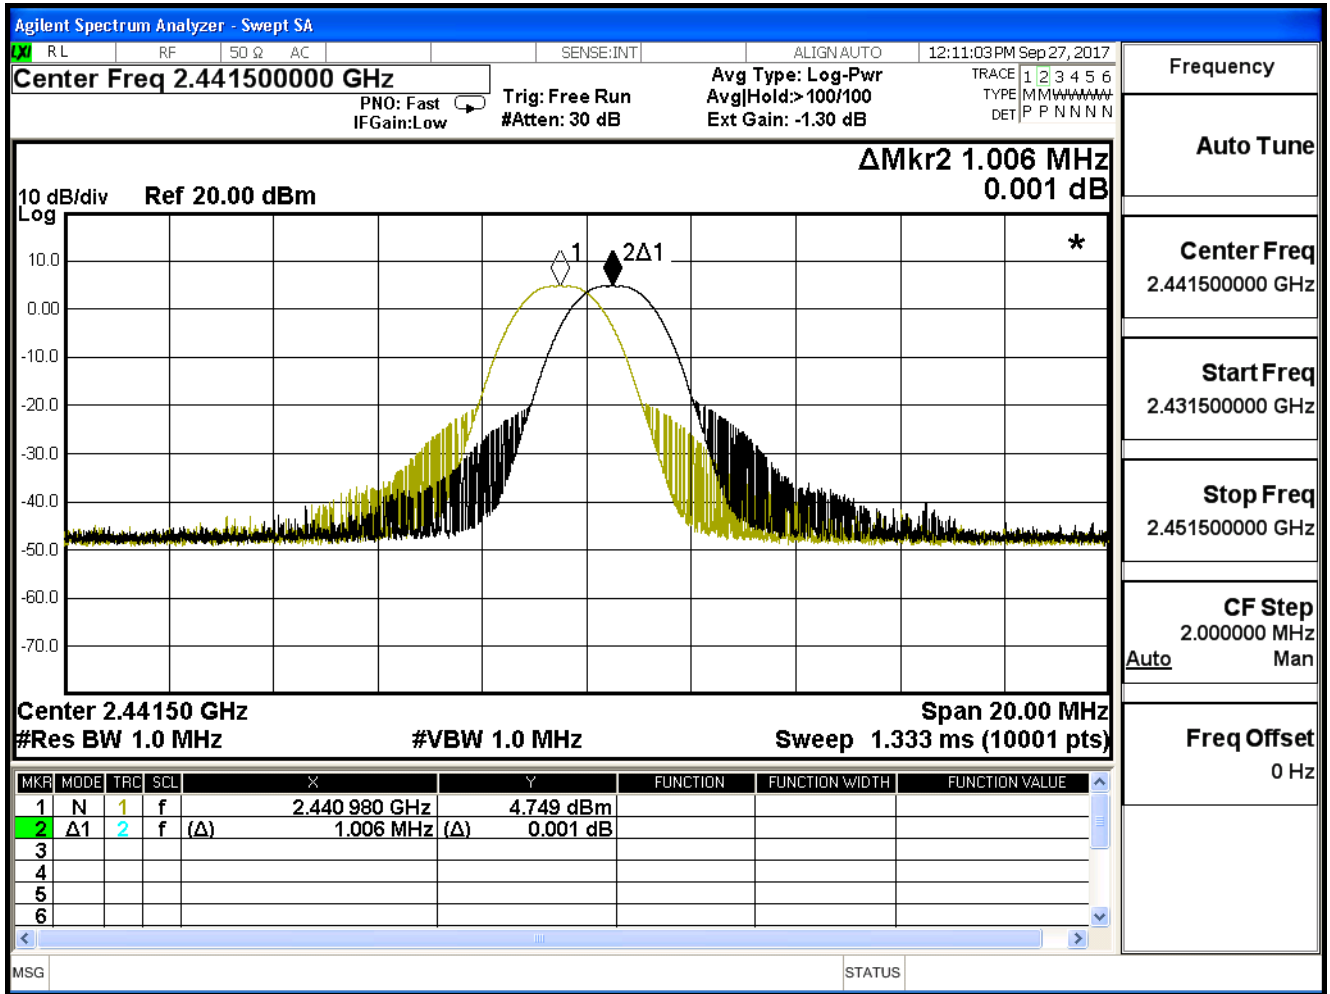 Agilent Spectrum Analyzer - Swept SA
LXI RL RF 50 Ω AC SENSE:INT ALIGN AUTO 12:11:03 PM Sep 27, 2017
Center Freq 2.441500000 GHz
PNO: Fast
IFGain:Low
Trig: Free Run
#Atten: 30 dB
Avg Type: Log-Pwr
Avg|Hold:>100/100
Ext Gain: -1.30 dB
TRACE 1 2 3 4 5 6
TYPE M M W W W W
DET P P N N N N
ΔMkr2 1.006 MHz
0.001 dB
10 dB/div Ref 20.00 dBm
Log
1
2Δ1
*
10.0
0.00
-10.0
-20.0
-30.0
-40.0
-50.0
-60.0
-70.0
Center 2.44150 GHz Span 20.00 MHz
#Res BW 1.0 MHz #VBW 1.0 MHz Sweep 1.333 ms (10001 pts)
MKR MODE TRC SCL X Y FUNCTION FUNCTION WIDTH FUNCTION VALUE
1 N 1 f 2.440 980 GHz 4.749 dBm
2 Δ1 2 f (Δ) 1.006 MHz (Δ) 0.001 dB
3
4
5
6
MSG STATUS
Frequency
Auto Tune
Center Freq
2.441500000 GHz
Start Freq
2.431500000 GHz
Stop Freq
2.451500000 GHz
CF Step
2.000000 MHz
Auto Man
Freq Offset
0 Hz